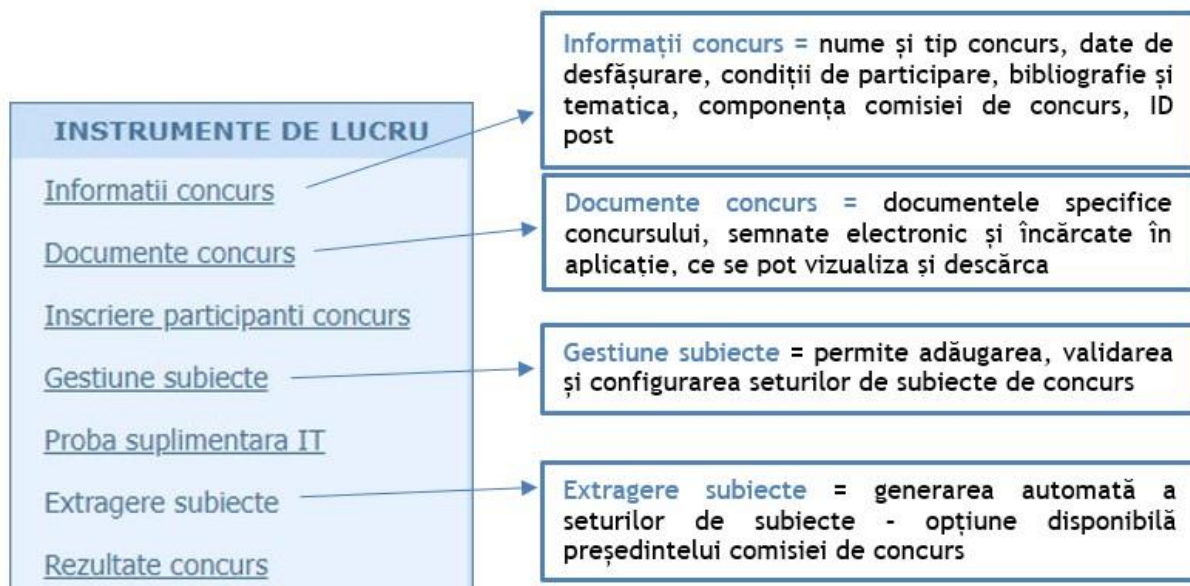 INSTRUMENTE DE LUCRU
Informatii concurs
Documente concurs
Inscriere participanti concurs
Gestiune subiecte
Proba suplimentara IT
Extragere subiecte
Rezultate concurs
Informații concurs = nume și tip concurs, date de
desfășurare, condiții de participare, bibliografie și
tematica, componența comisiei de concurs, ID
post
Documente concurs = documentele specifice
concursului, semnate electronic și încărcate în
aplicație, ce se pot vizualiza și descărca
Gestiune subiecte = permite adăugarea, validarea
și configurarea seturilor de subiecte de concurs
Extragere subiecte = generarea automată a
seturilor de subiecte - opțiune disponibilă
președintelui comisiei de concurs